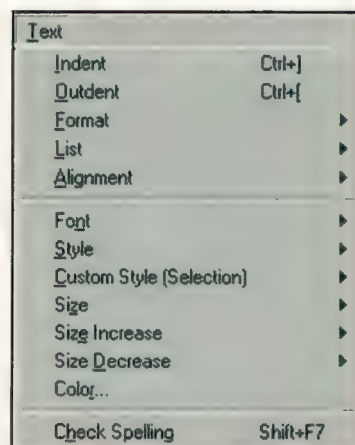 Text
Indent Ctrl+]
Outdent Ctrl+[
Format
List
Alignment
Font
Style
Custom Style (Selection)
Size
Size Increase
Size Decrease
Color...
Check Spelling Shift+F7